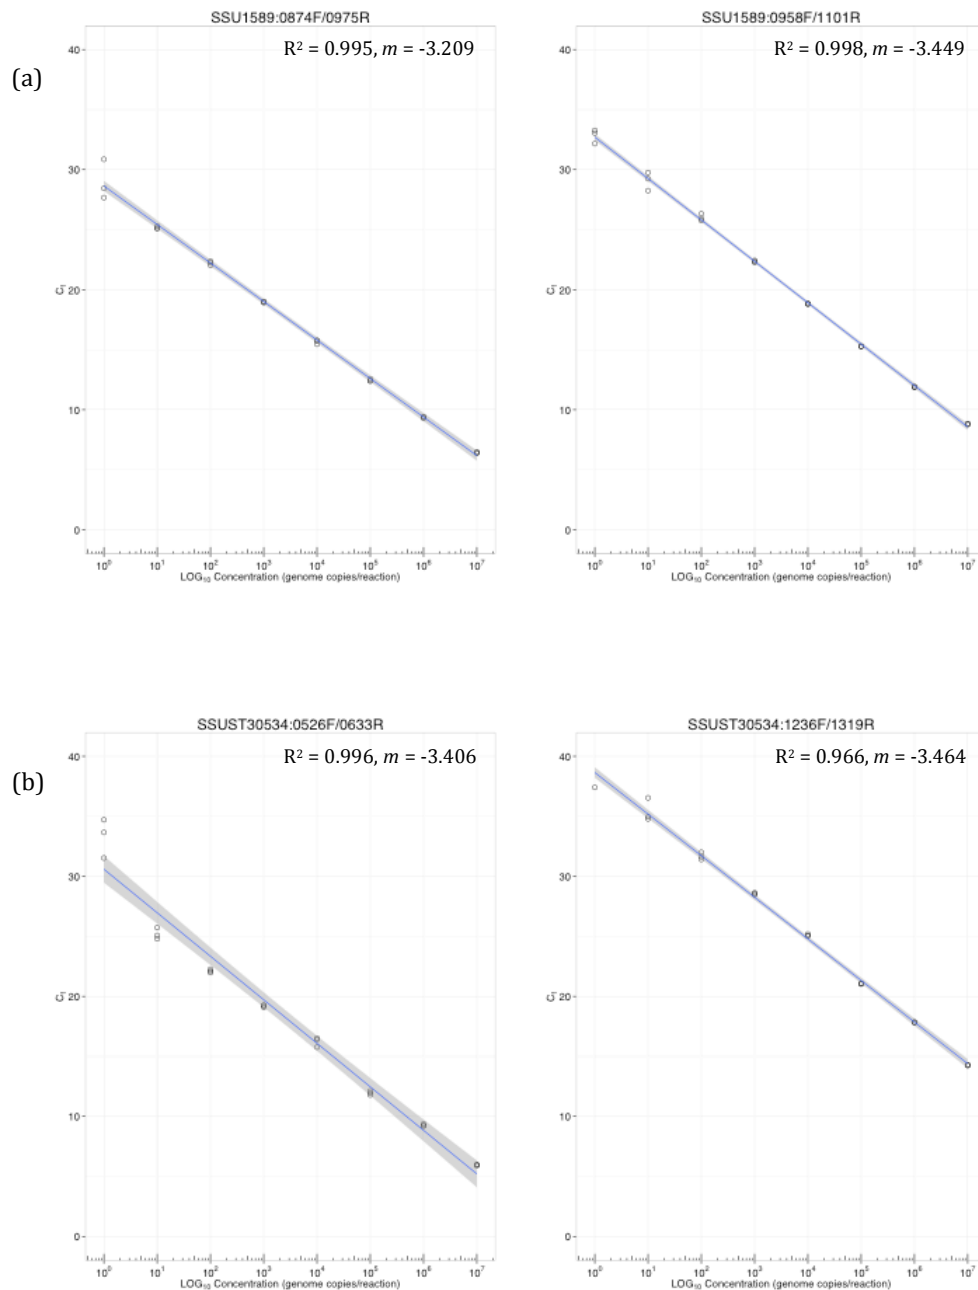 SSU1589:0874F/0975R
R² = 0.995, m = -3.209
(a)
40
30
20
10
0
Cₜ
10⁰ 10¹ 10² 10³ 10⁴ 10⁵ 10⁶ 10⁷
LOG₁₀ Concentration (genome copies/reaction)
SSU1589:0958F/1101R
R² = 0.998, m = -3.449
40
30
20
10
0
Cₜ
10⁰ 10¹ 10² 10³ 10⁴ 10⁵ 10⁶ 10⁷
LOG₁₀ Concentration (genome copies/reaction)
SSUST30534:0526F/0633R
R² = 0.996, m = -3.406
(b)
40
30
20
10
0
Cₜ
10⁰ 10¹ 10² 10³ 10⁴ 10⁵ 10⁶ 10⁷
LOG₁₀ Concentration (genome copies/reaction)
SSUST30534:1236F/1319R
R² = 0.966, m = -3.464
40
30
20
10
0
Cₜ
10⁰ 10¹ 10² 10³ 10⁴ 10⁵ 10⁶ 10⁷
LOG₁₀ Concentration (genome copies/reaction)